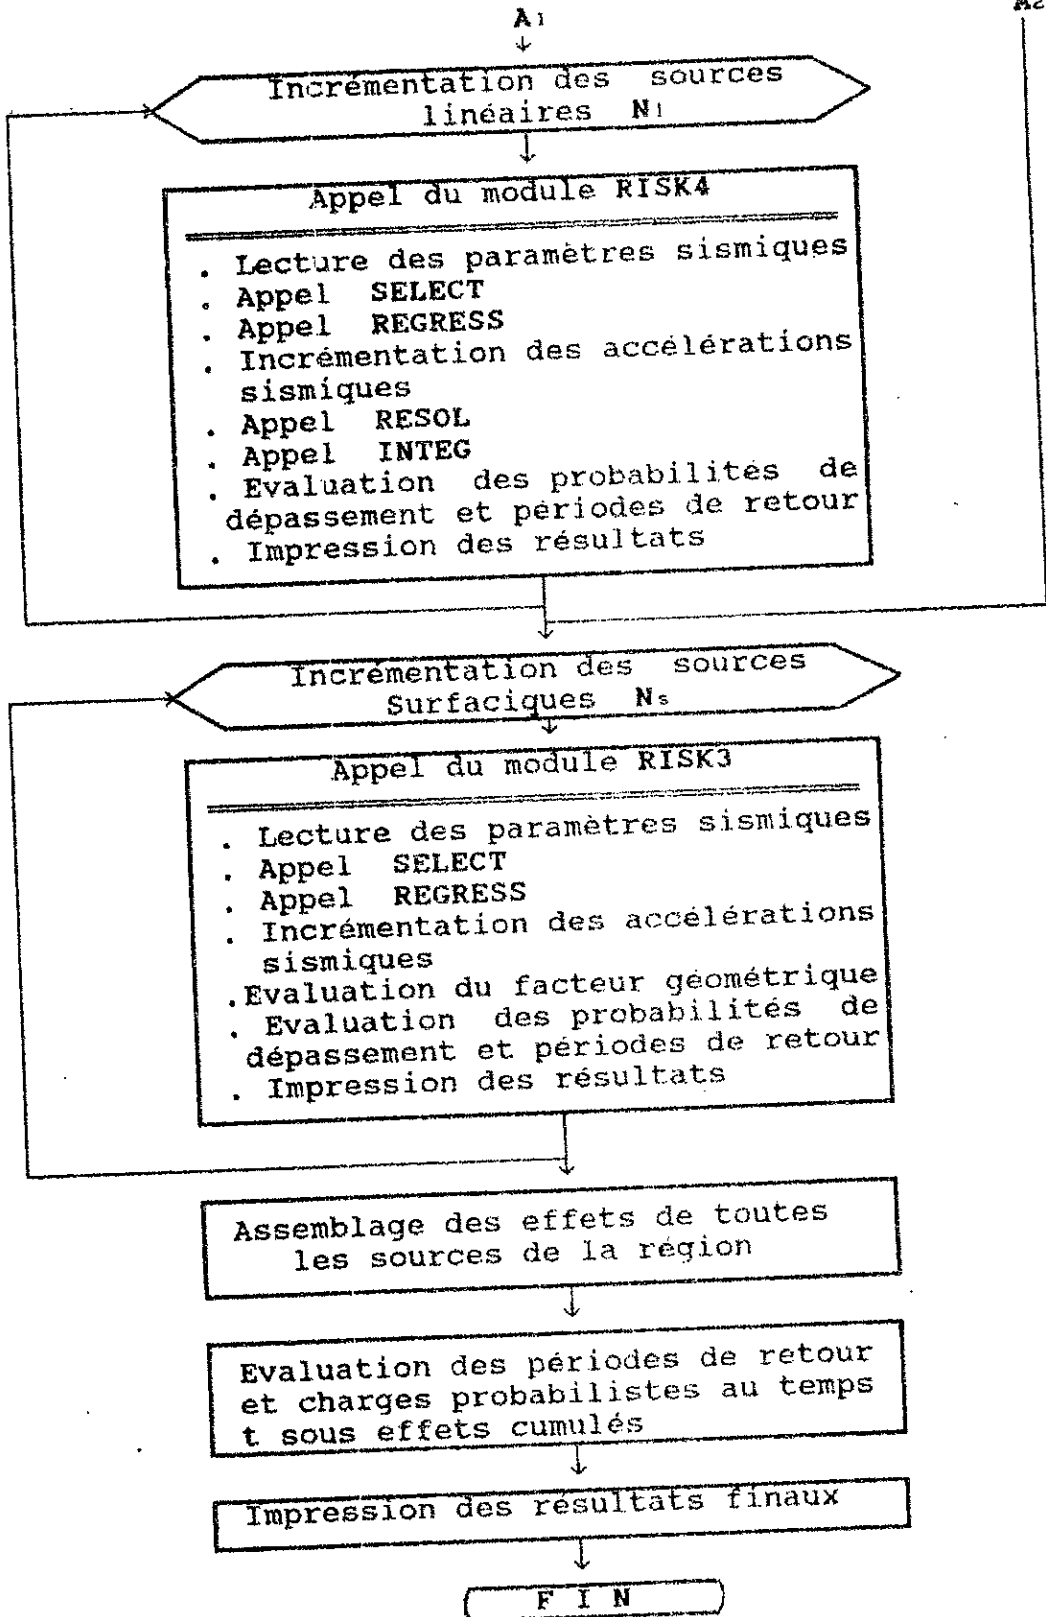 A1
A2
Incrémentation des sources
linéaires N1
Appel du module RISK4
. Lecture des paramètres sismiques
. Appel SELECT
. Appel REGRESS
. Incrémentation des accélérations
sismiques
. Appel RESOL
. Appel INTEG
. Evaluation des probabilités de
dépassement et périodes de retour
. Impression des résultats
Incrémentation des sources
Surfaciques Ns
Appel du module RISK3
. Lecture des paramètres sismiques
. Appel SELECT
. Appel REGRESS
. Incrémentation des accélérations
sismiques
.Evaluation du facteur géométrique
. Evaluation des probabilités de
dépassement et périodes de retour
. Impression des résultats
Assemblage des effets de toutes
les sources de la région
Evaluation des périodes de retour
et charges probabilistes au temps
t sous effets cumulés
Impression des résultats finaux
F I N